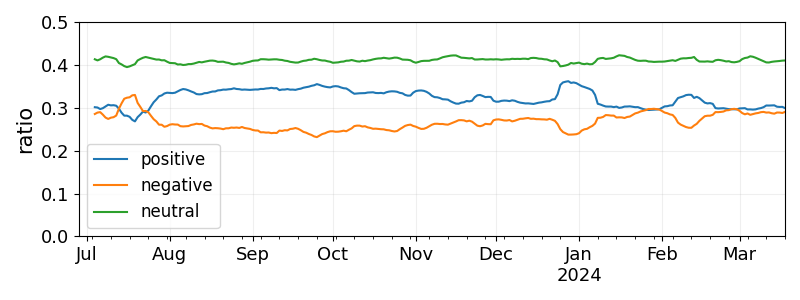 0.5
0.4
0.3
0.2
0.1
0.0
ratio
positive
negative
neutral
Jul Aug Sep Oct Nov Dec Jan Feb Mar
2024